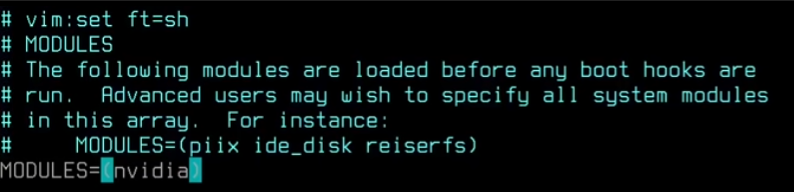 # vim:set ft=sh
# MODULES
# The following modules are loaded before any boot hooks are
# run.  Advanced users may wish to specify all system modules
# in this array.  For instance:
#     MODULES=(piix ide_disk reiserfs)
MODULES=(nvidia)